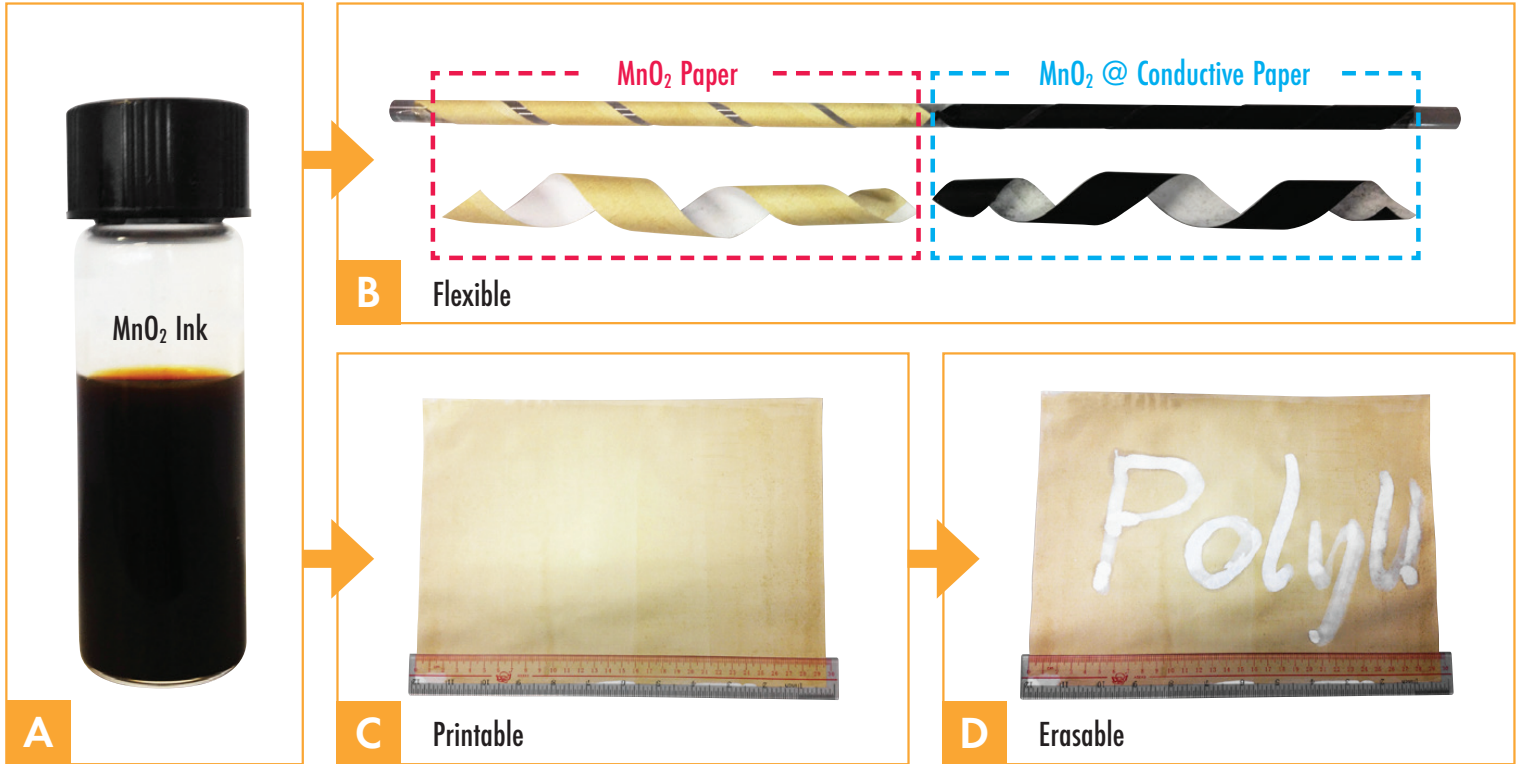 MnO₂ Ink
A
MnO₂ Paper
MnO₂ @ Conductive Paper
B
Flexible
C
Printable
PolyU
D
Erasable